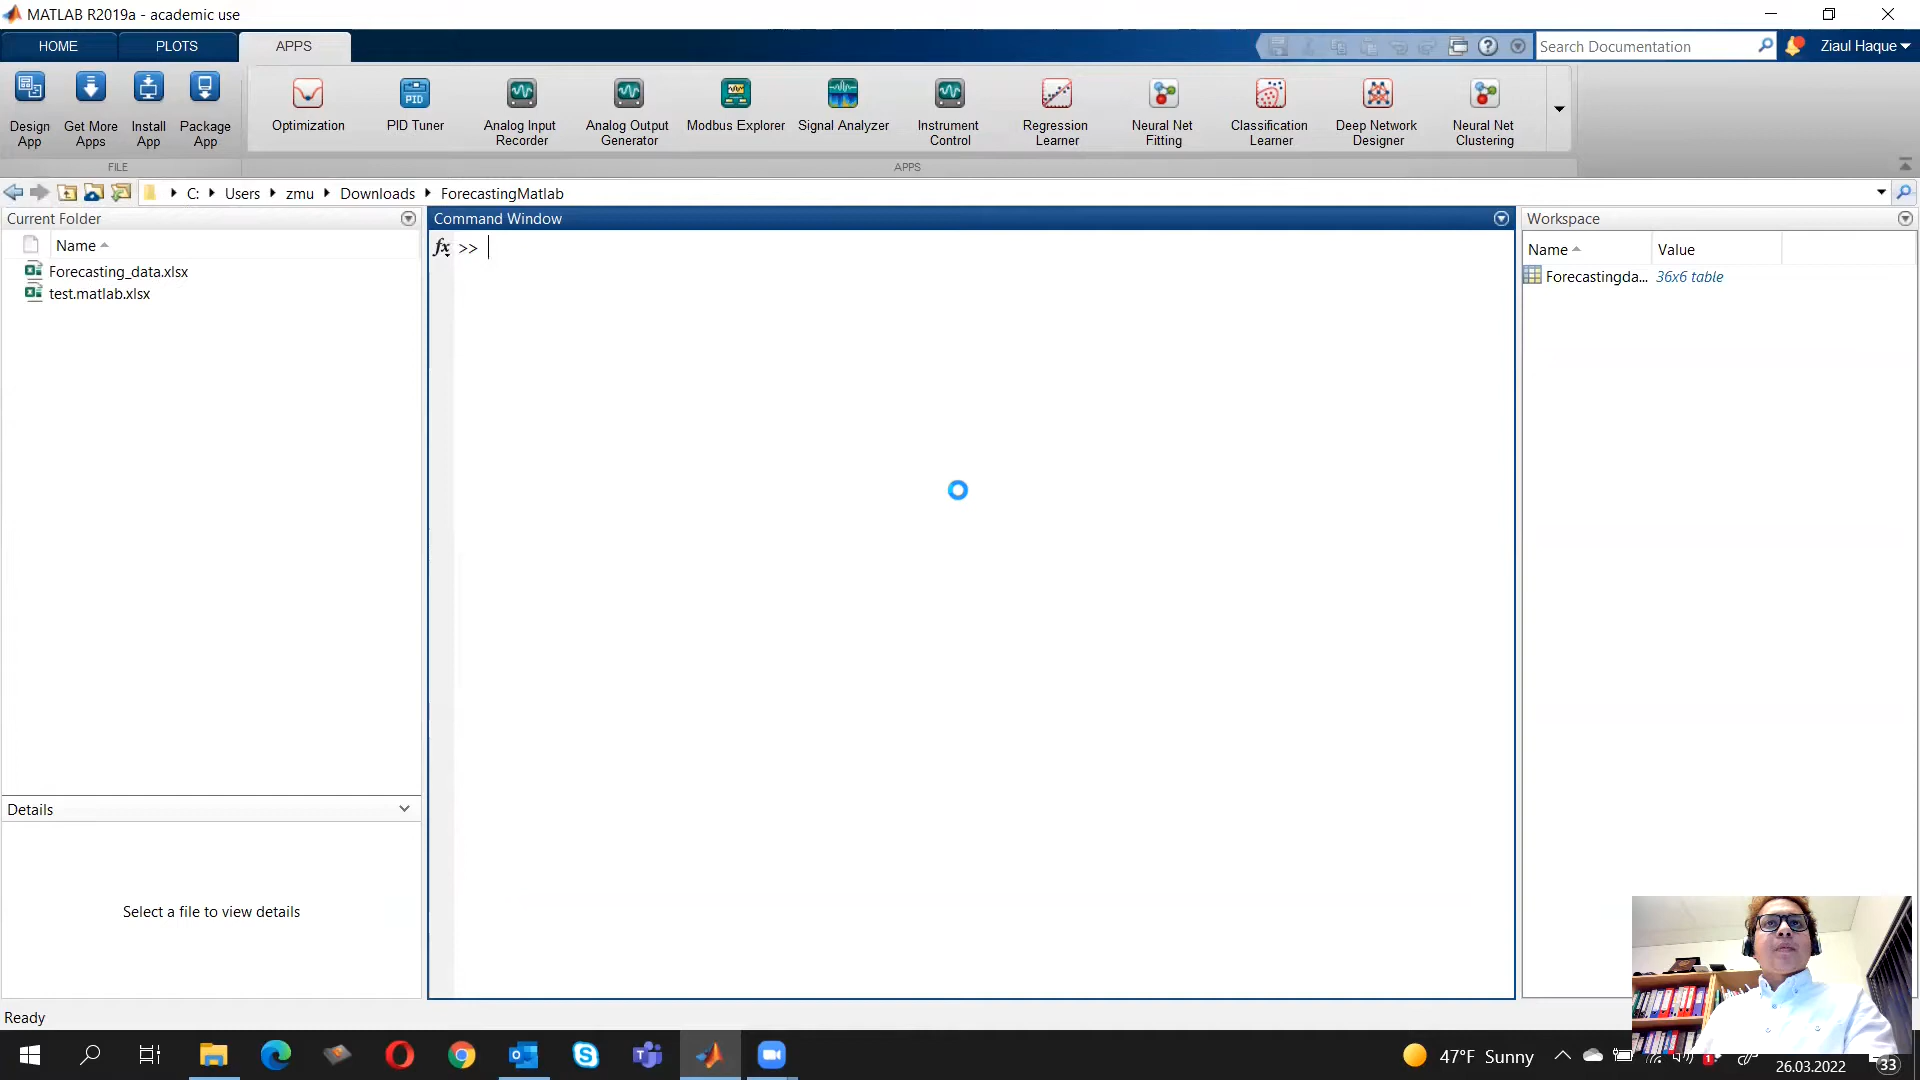 MATLAB R2019a - academic use
HOME
PLOTS
APPS
Search Documentation
Ziaul Haque
Design App
Get More Apps
Install App
Package App
Optimization
PID
PID Tuner
Analog Input Recorder
Analog Output Generator
Modbus Explorer
Signal Analyzer
Instrument Control
Regression Learner
Neural Net Fitting
Classification Learner
Deep Network Designer
Neural Net Clustering
FILE
APPS
C: Users zmu Downloads ForecastingMatlab
Current Folder
Command Window
Workspace
Name
fx >>
Name
Value
Forecasting_data.xlsx
test.matlab.xlsx
Forecastingda...
36x6 table
Details
Select a file to view details
Ready
47°F Sunny
26.03.2022
33